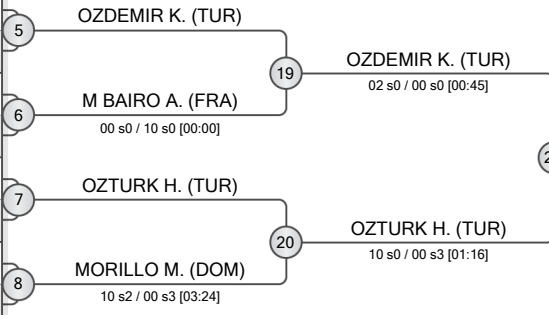 OZDEMIR K. (TUR)
5
19
OZDEMIR K. (TUR)
02 s0 / 00 s0 [00:45]
M BAIRO A. (FRA)
6
00 s0 / 10 s0 [00:00]
2
OZTURK H. (TUR)
7
20
OZTURK H. (TUR)
10 s0 / 00 s3 [01:16]
MORILLO M. (DOM)
8
10 s2 / 00 s3 [03:24]